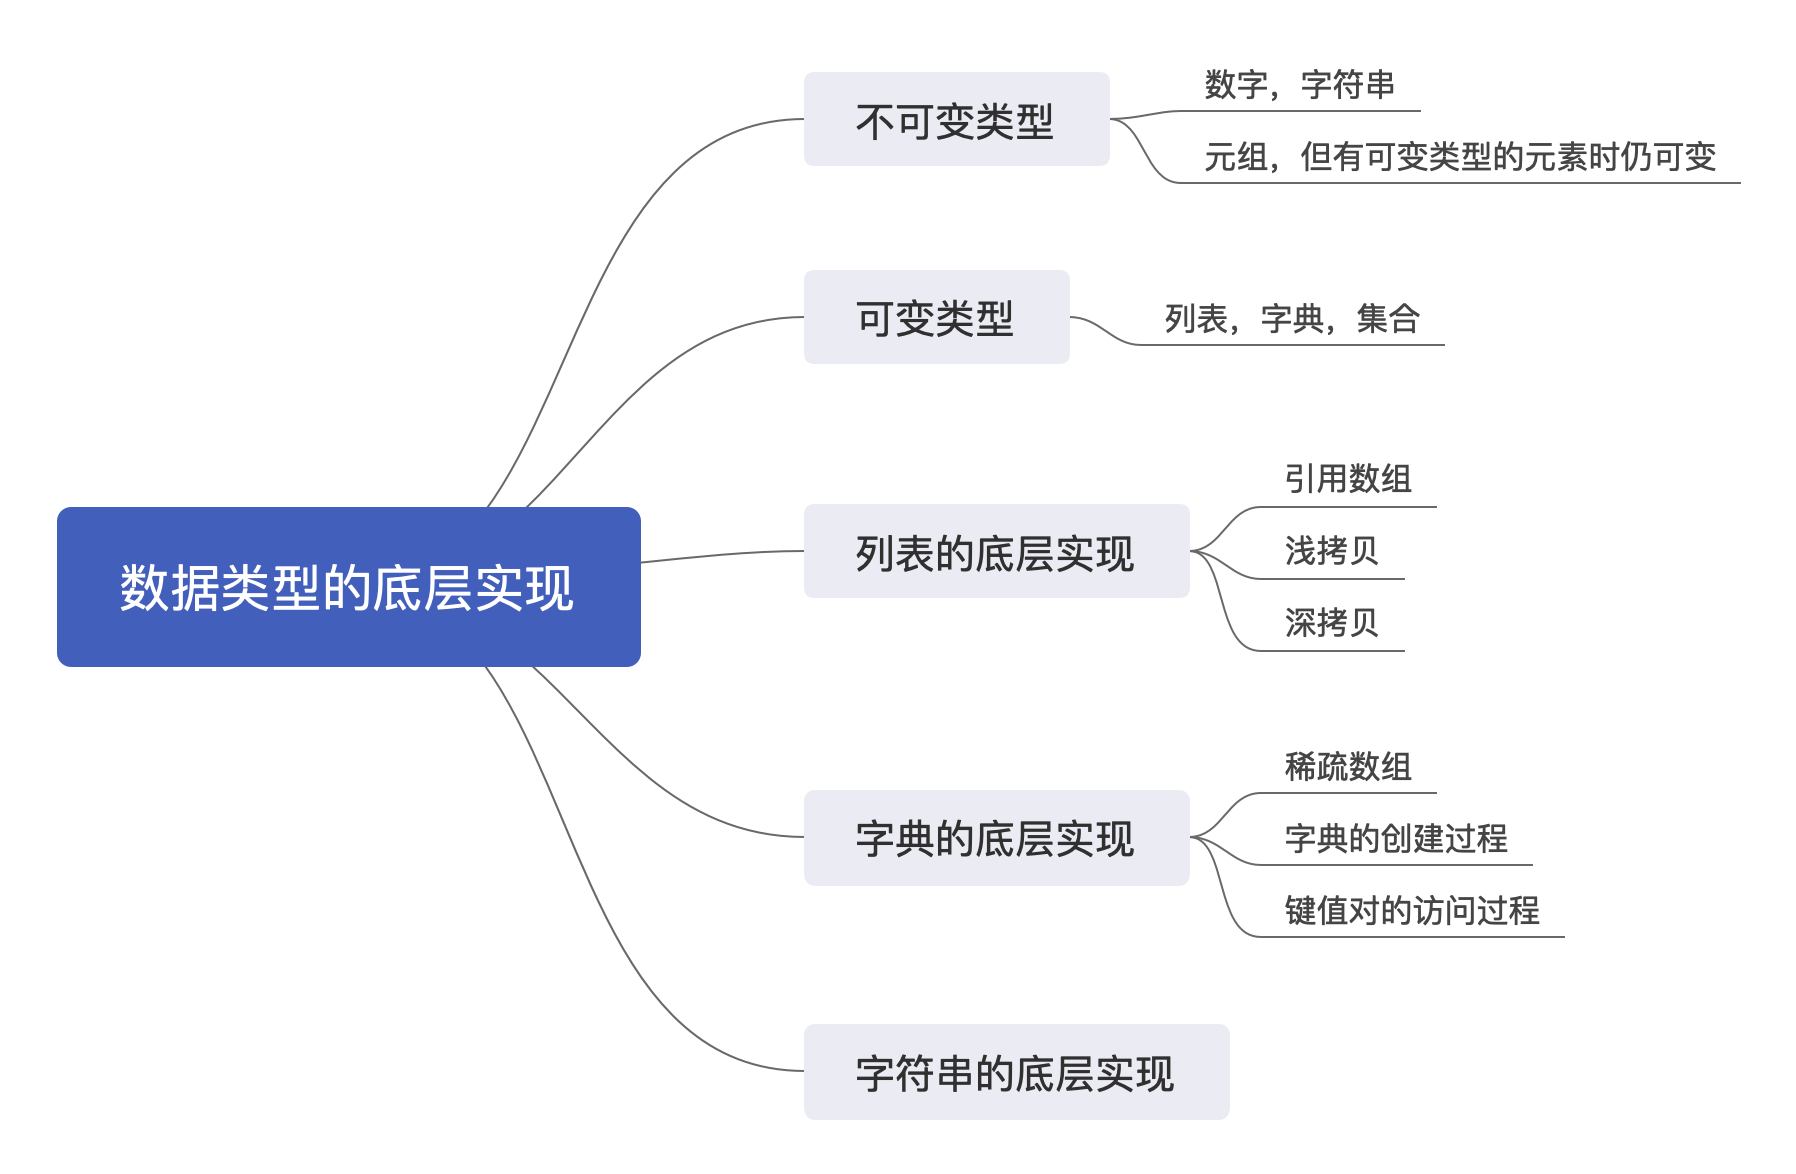 数据类型的底层实现
不可变类型
数字，字符串
元组，但有可变类型的元素时仍可变
可变类型
列表，字典，集合
列表的底层实现
引用数组
浅拷贝
深拷贝
字典的底层实现
稀疏数组
字典的创建过程
键值对的访问过程
字符串的底层实现